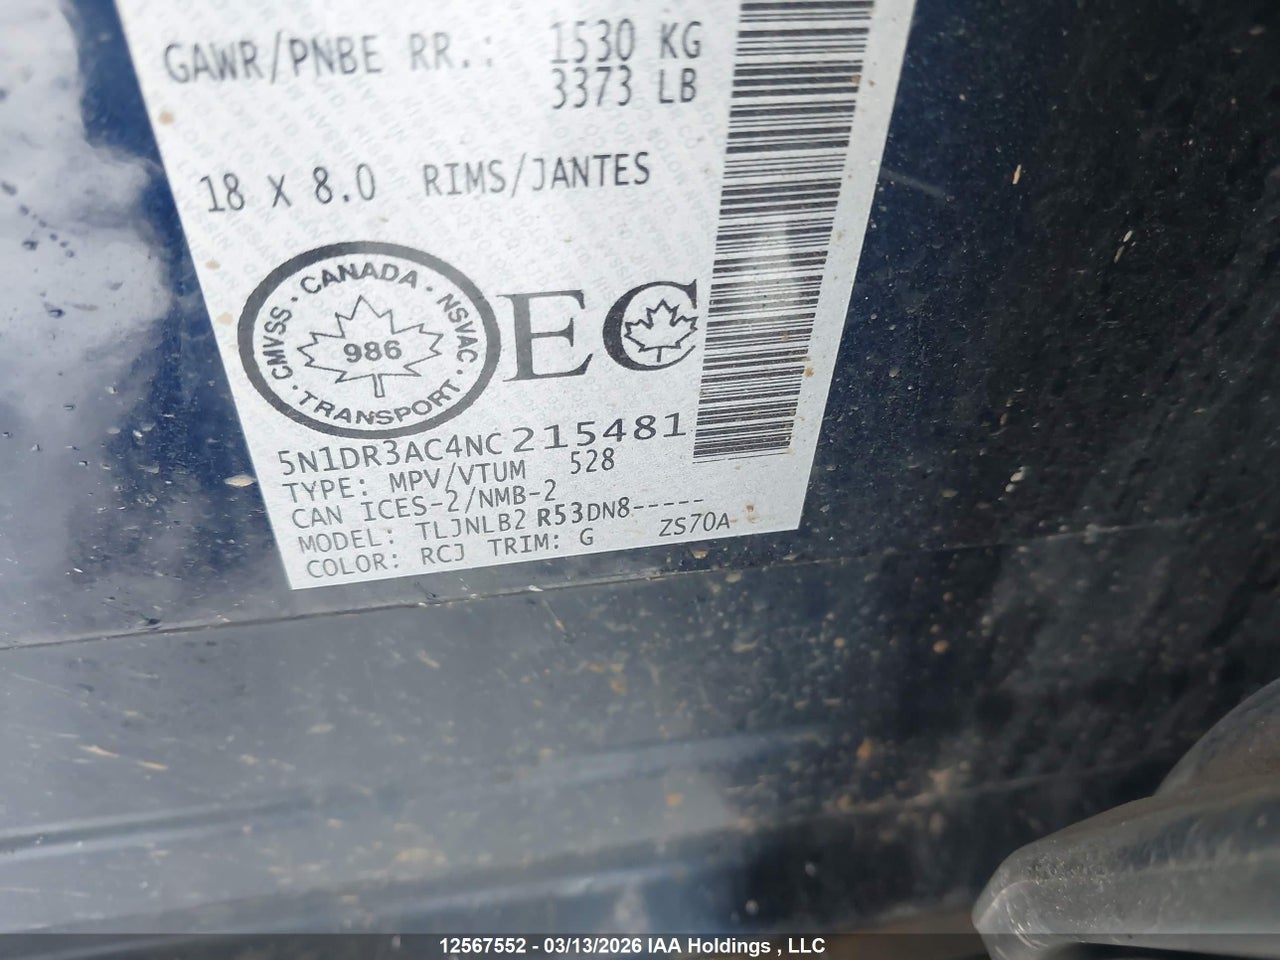 GAWR/PNBE RR.: 1530 KG
3373 LB
18 X 8.0 RIMS/JANTES
CMVSS · CANADA · NSVAC · TRANSPORT ·
986
EC
5N1DR3AC4NC215481
TYPE: MPV/VTUM 528
CAN ICES-2/NMB-2
MODEL: TLJNLB2 R53DN8-----
COLOR: RCJ TRIM: G ZS70A
12567552 - 03/13/2026 IAA Holdings , LLC